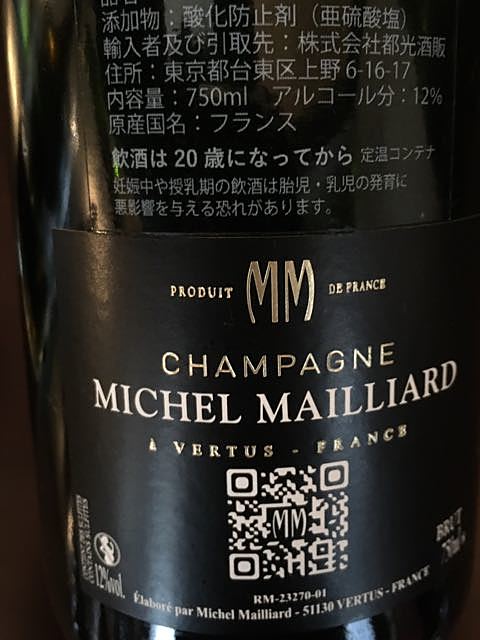 添加物：酸化防止剤（亜硫酸塩）
輸入者及び引取先：株式会社都光酒販
住所：東京都台東区上野6-16-17
内容量：750ml アルコール分：12%
原産国名：フランス
飲酒は20歳になってから 定温コンテナ
妊娠中や授乳期の飲酒は胎児・乳児の発育に
悪影響を与える恐れがあります。
PRODUIT MM DE FRANCE
CHAMPAGNE
MICHEL MAILLIARD
À VERTUS - FRANCE
MM
12%vol.
BRUT
RM-23270-01
Élaboré par Michel Mailliard - 51130 VERTUS - FRANCE